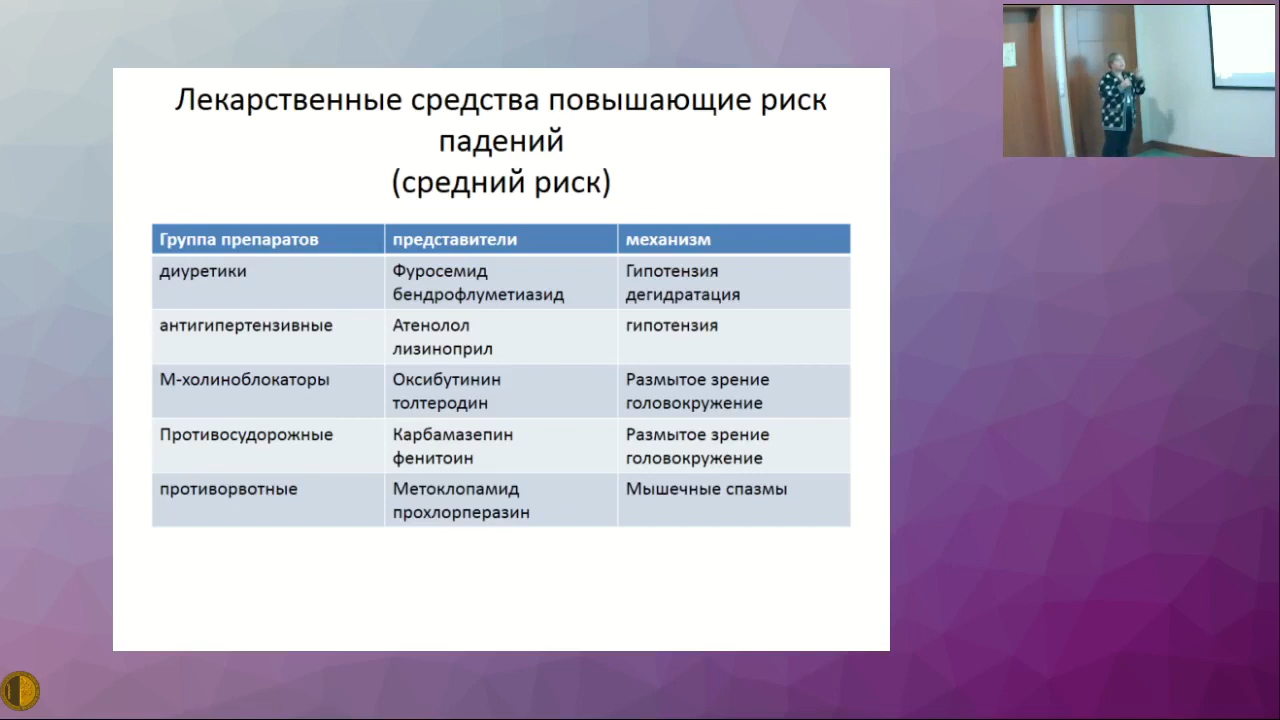 Лекарственные средства повышающие риск
падений
(средний риск)
Группа препаратов представители механизм
диуретики Фуросемид Гипотензия
бендрофлуметиазид дегидратация
антигипертензивные Атенолол гипотензия
лизиноприл
М-холиноблокаторы Оксибутинин Размытое зрение
толтеродин головокружение
Противосудорожные Карбамазепин Размытое зрение
фенитоин головокружение
противорвотные Метоклопамид Мышечные спазмы
прохлорперазин